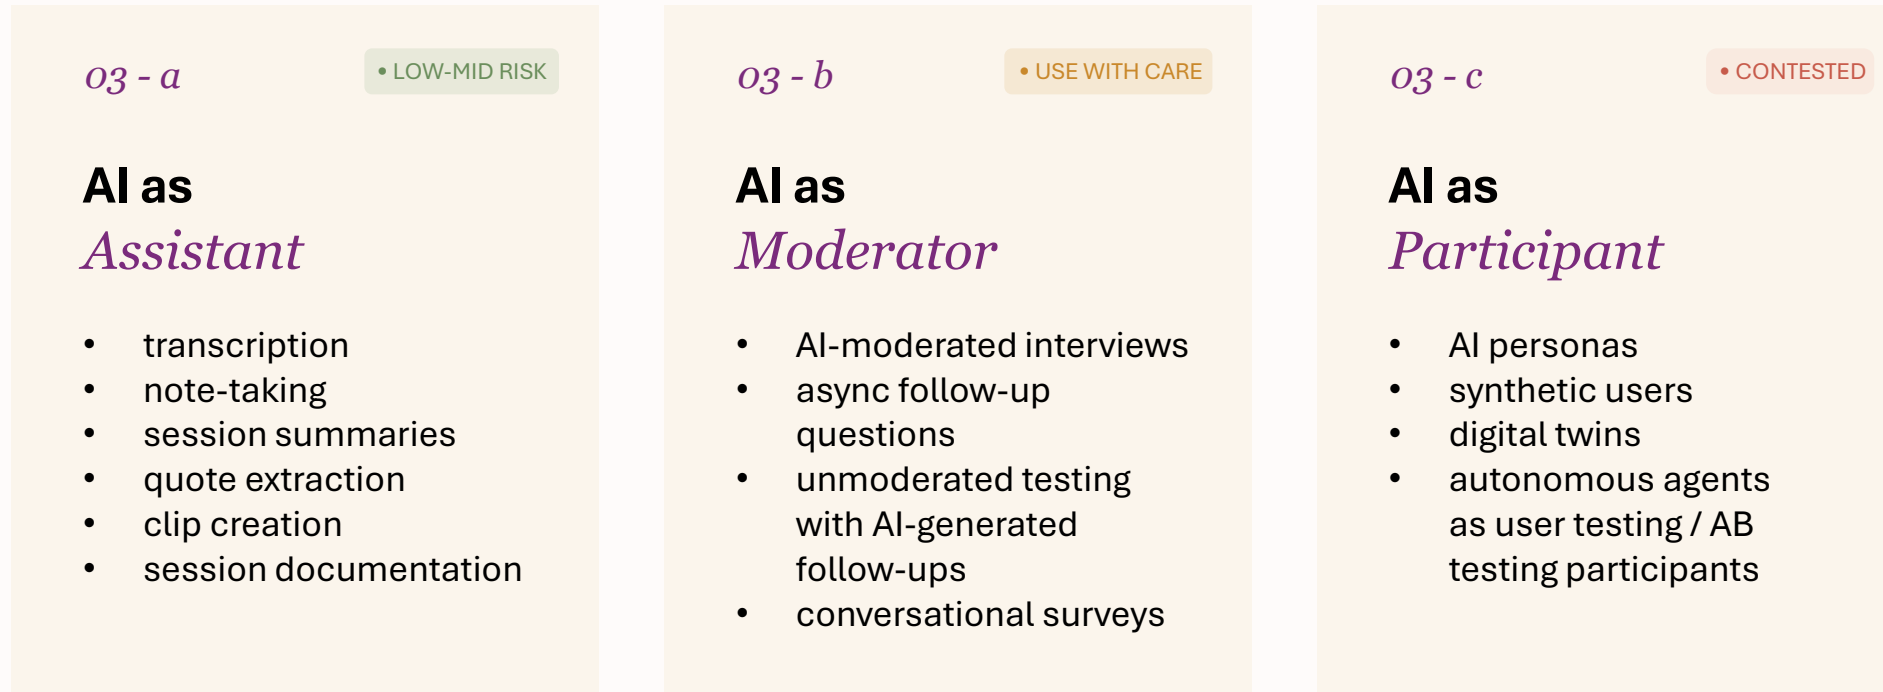 03 - a
• LOW-MID RISK
AI as
Assistant
• transcription
• note-taking
• session summaries
• quote extraction
• clip creation
• session documentation
03 - b
• USE WITH CARE
AI as
Moderator
• AI-moderated interviews
• async follow-up
questions
• unmoderated testing
with AI-generated
follow-ups
• conversational surveys
03 - c
• CONTESTED
AI as
Participant
• AI personas
• synthetic users
• digital twins
• autonomous agents
as user testing / AB
testing participants